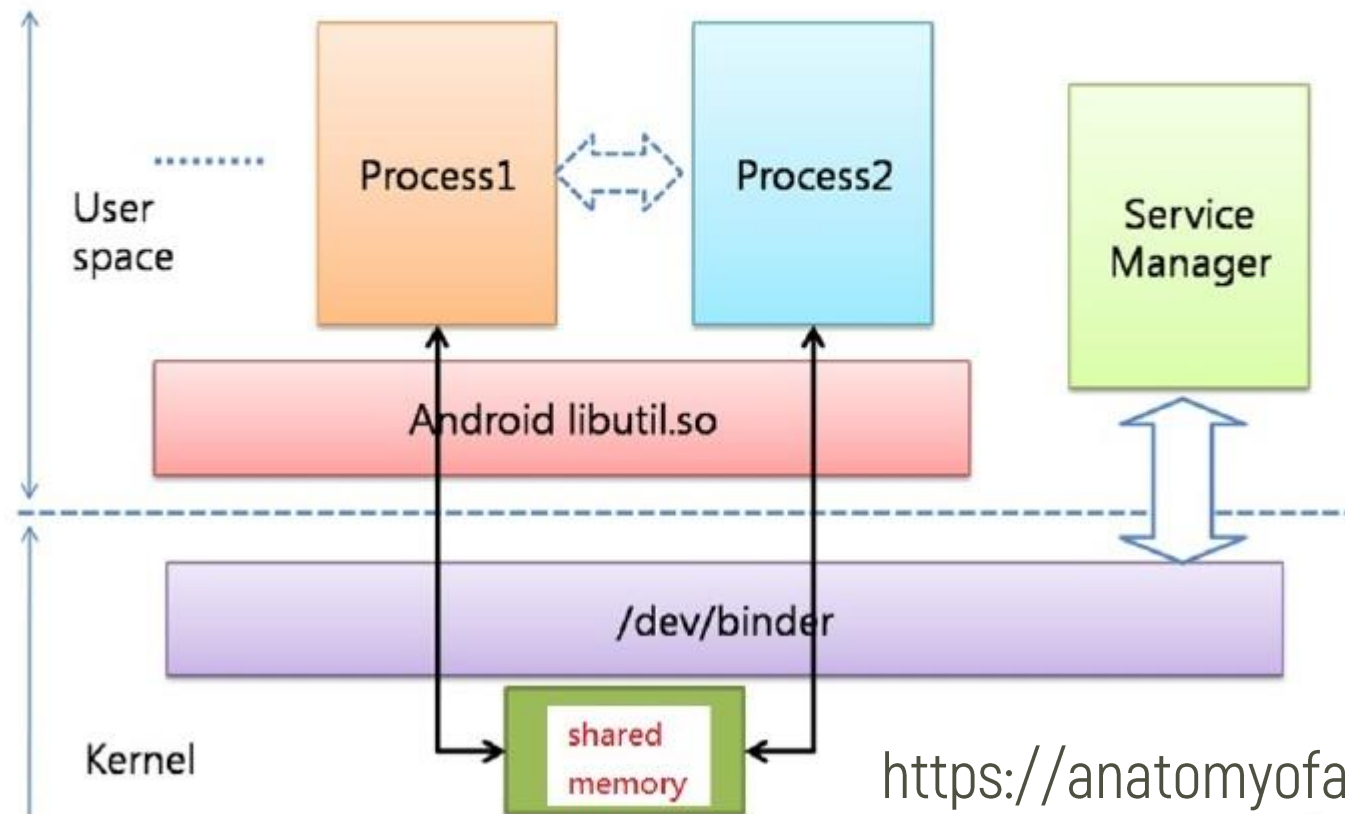 Process1
Process2
Service
Manager
User
space
Android libutil.so
/dev/binder
shared
memory
Kernel
https://anatomyofa